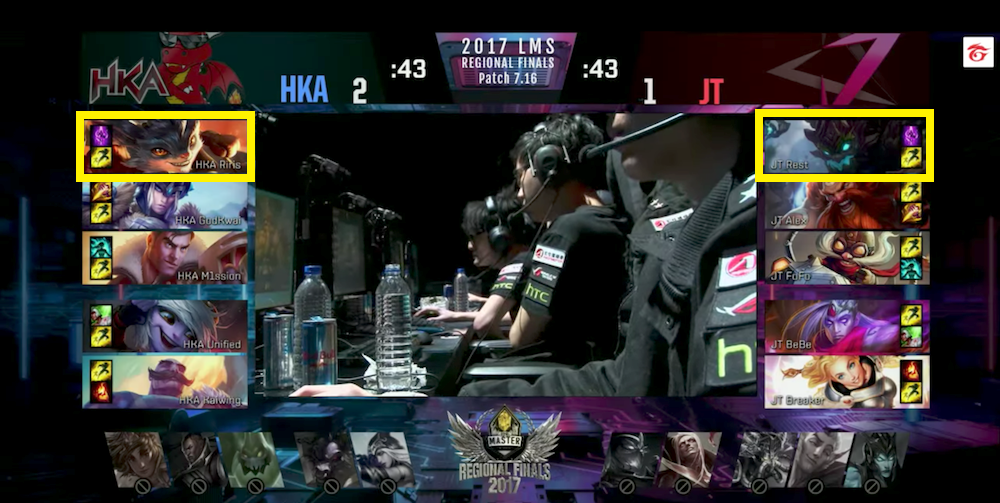 HKA
HKA 2
:43
2017 LMS
REGIONAL FINALS
Patch 7.16
:43
1 JT
HKA Riris
HKA GodKwai
HKA M1ssion
HKA Unified
HKA Kaiwing
JT Rest
JT Alex
JT FoFo
JT BeBe
JT Breaker
htc
htc
MASTER
REGIONAL FINALS
2017